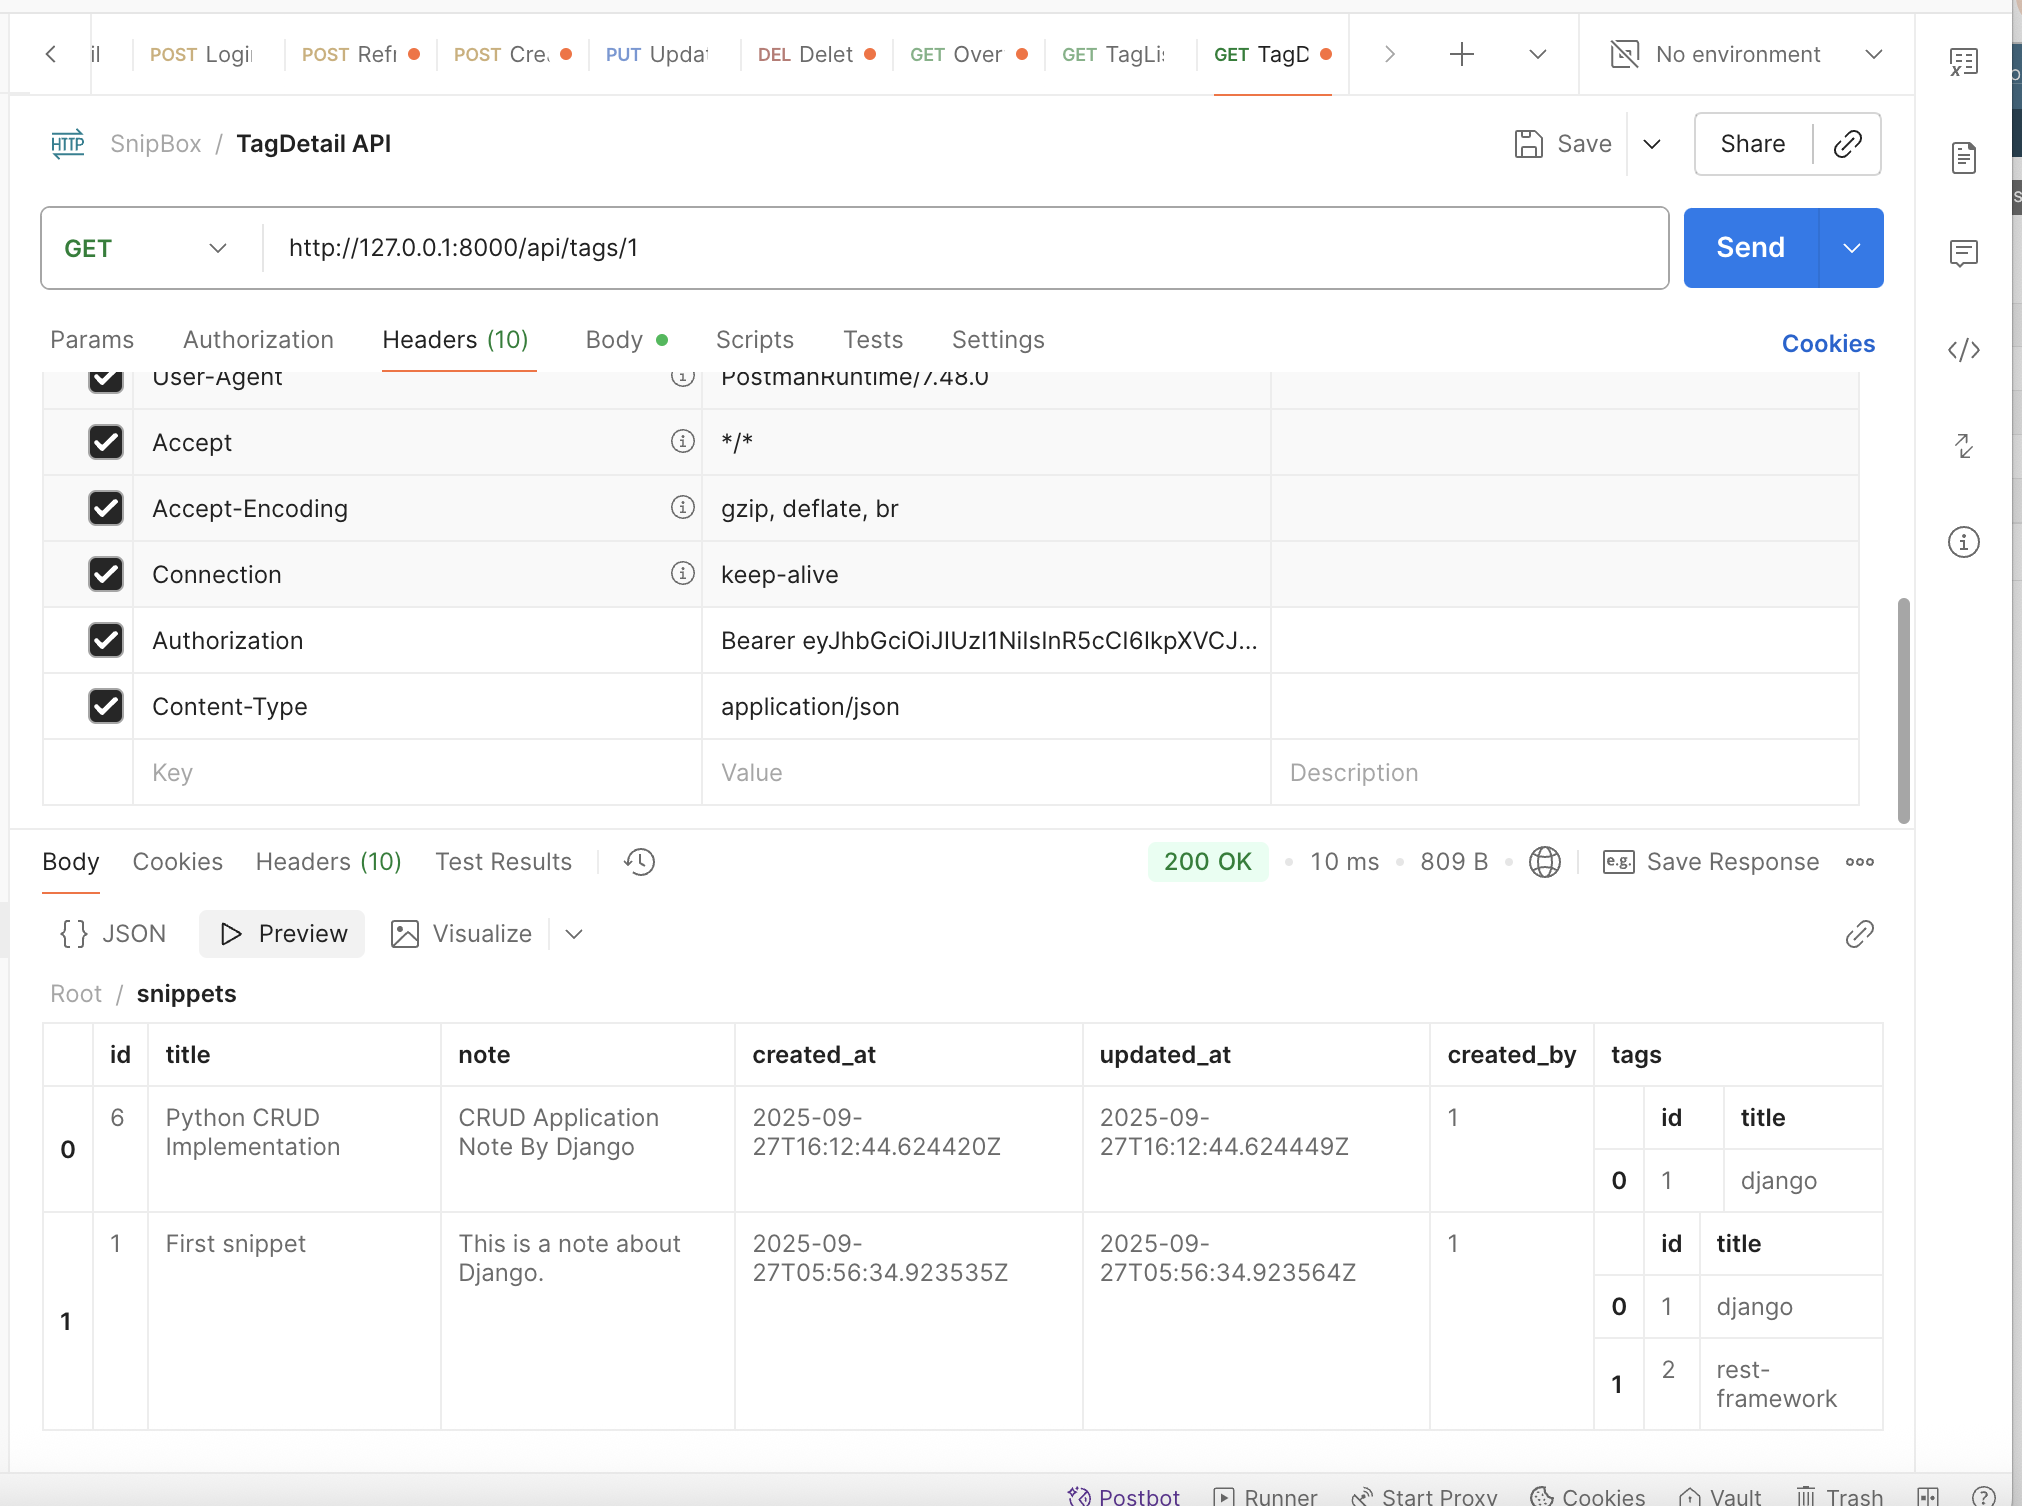 il POST Logi POST Refr POST Cre PUT Updat DEL Delet GET Over GET TagLis GET TagD No environment
SnipBox / TagDetail API Save Share
GET http://127.0.0.1:8000/api/tags/1 Send
Params Authorization Headers (10) Body Scripts Tests Settings Cookies
User-Agent PostmanRuntime/7.48.0
Accept */*
Accept-Encoding gzip, deflate, br
Connection keep-alive
Authorization Bearer eyJhbGciOiJIUzI1NiIsInR5cCI6IkpXVCJ...
Content-Type application/json
Key Value Description
Body Cookies Headers (10) Test Results 200 OK 10 ms 809 B e.g. Save Response
{} JSON Preview Visualize
Root / snippets
id title note created_at updated_at created_by tags
6 Python CRUD CRUD Application 2025-09- 2025-09- 1 id title
0 Implementation Note By Django 27T16:12:44.624420Z 27T16:12:44.624449Z
0 1 django
1 First snippet This is a note about 2025-09- 2025-09- 1 id title
Django. 27T05:56:34.923535Z 27T05:56:34.923564Z
1 0 1 django
1 2 rest-
framework
Postbot Runner Start Proxy Cookies Vault Trash